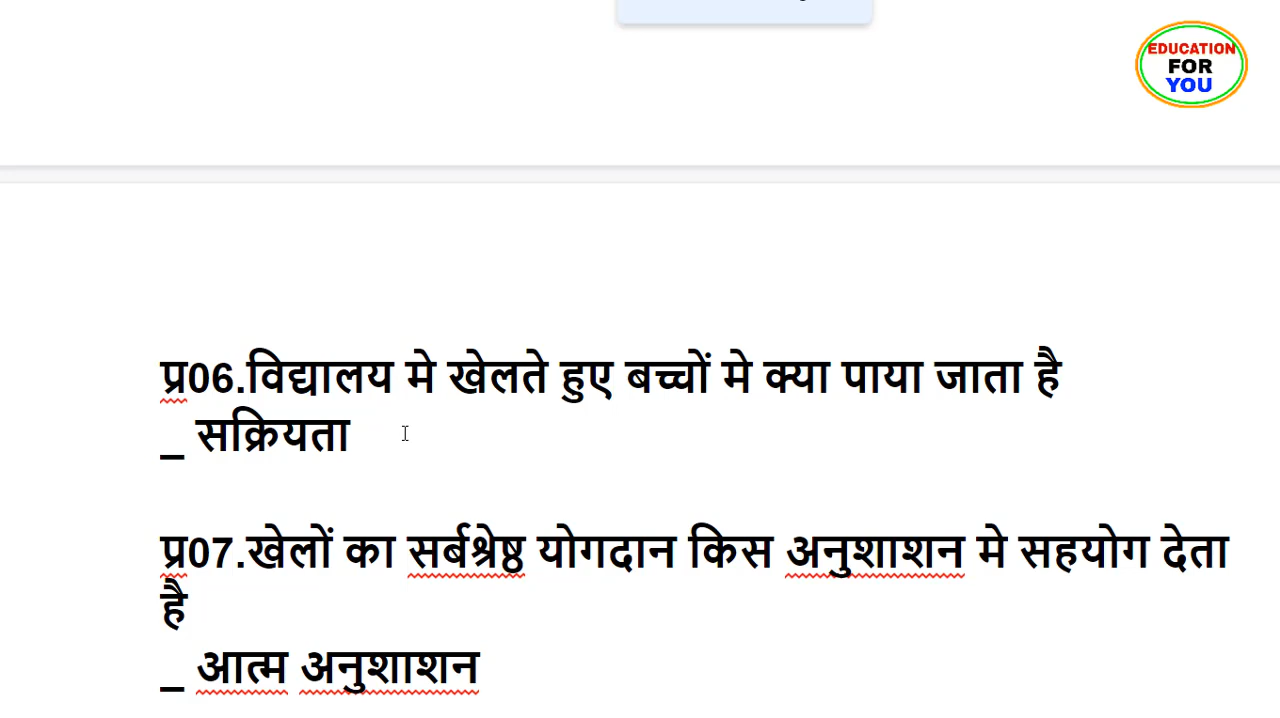 EDUCATION
FOR
YOU
प्र06.विद्यालय मे खेलते हुए बच्चों मे क्या पाया जाता है
_ सक्रियता
प्र07.खेलों का सर्बश्रेष्ठ योगदान किस अनुशाशन मे सहयोग देता
है
_ आत्म अनुशाशन